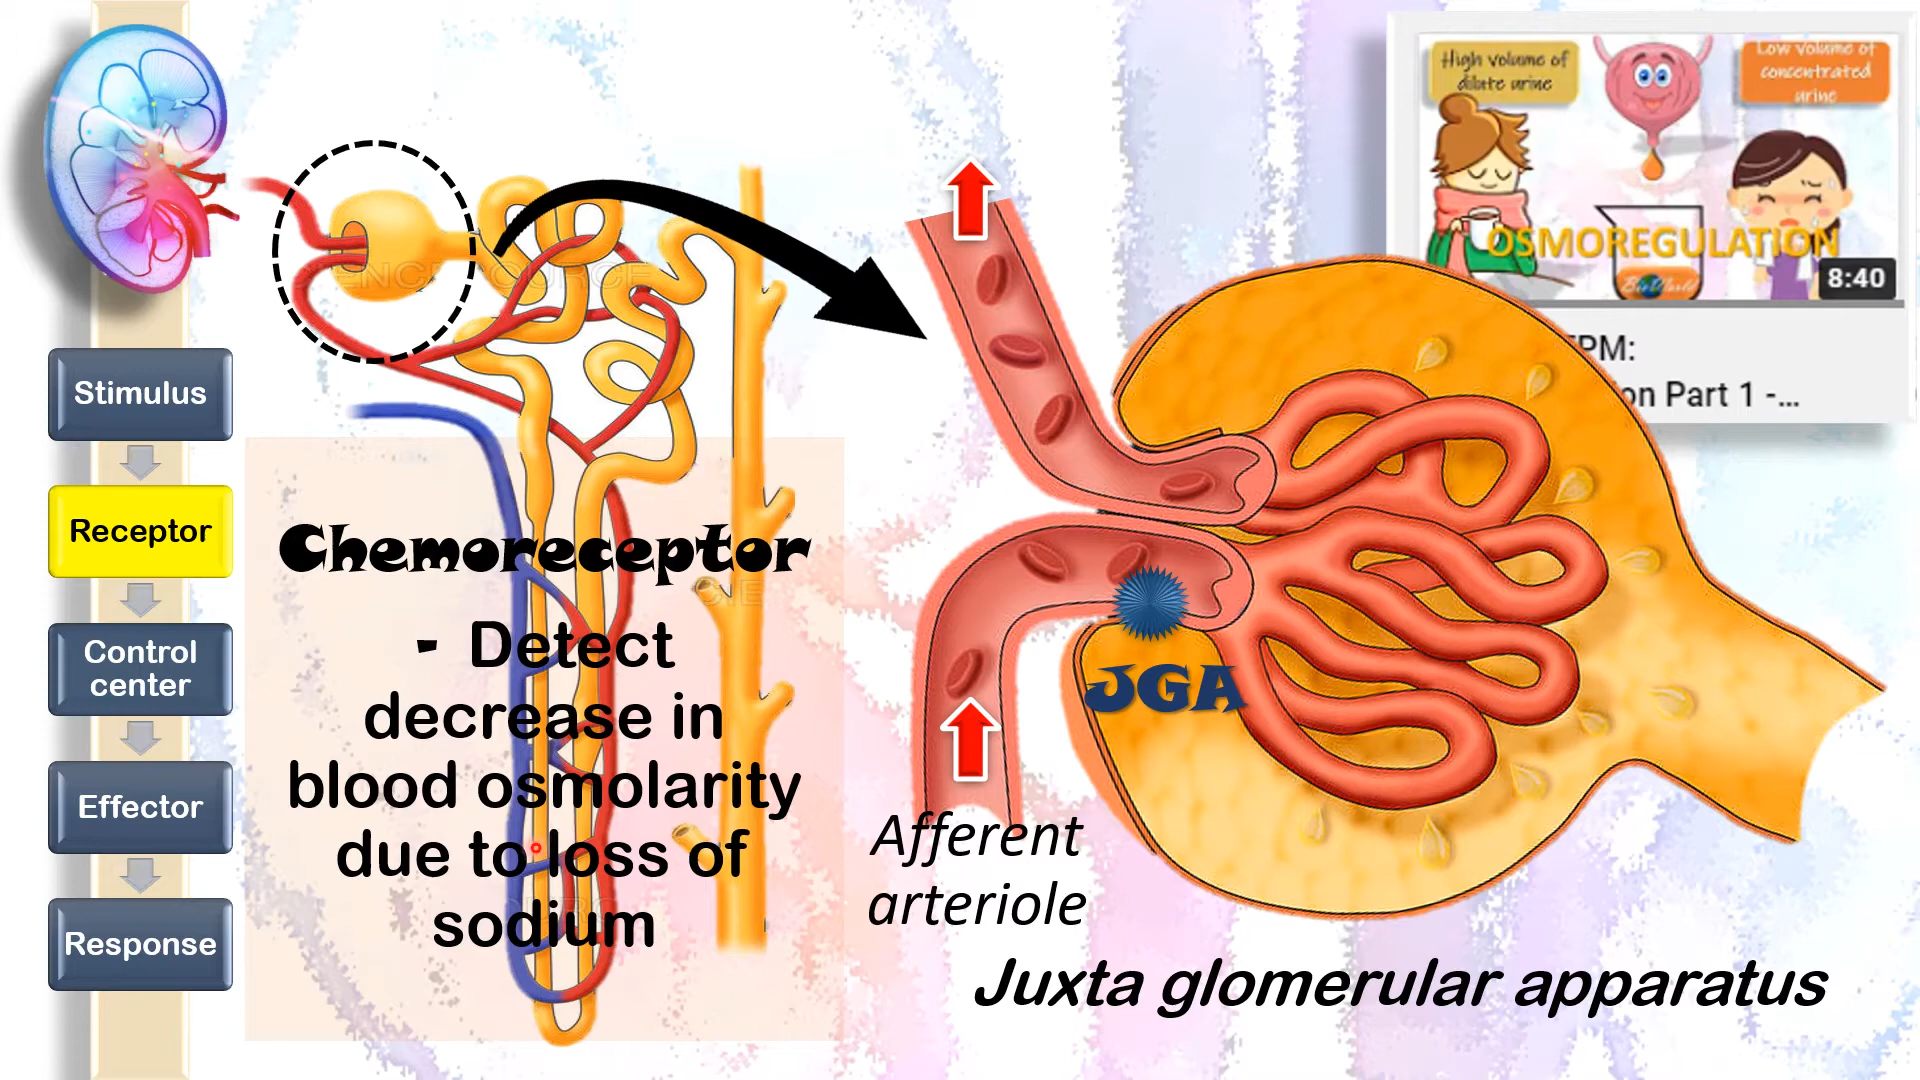 Stimulus
Receptor
Control
center
Effector
Response
Chemoreceptor
- Detect
decrease in
blood osmolarity
due to loss of
sodium
JGA
Afferent
arteriole
Juxta glomerular apparatus
High volume of
dilute urine
Low volume of
concentrated
urine
OSMOREGULATION
BioWorld
8:40
PM:
on Part 1 -...